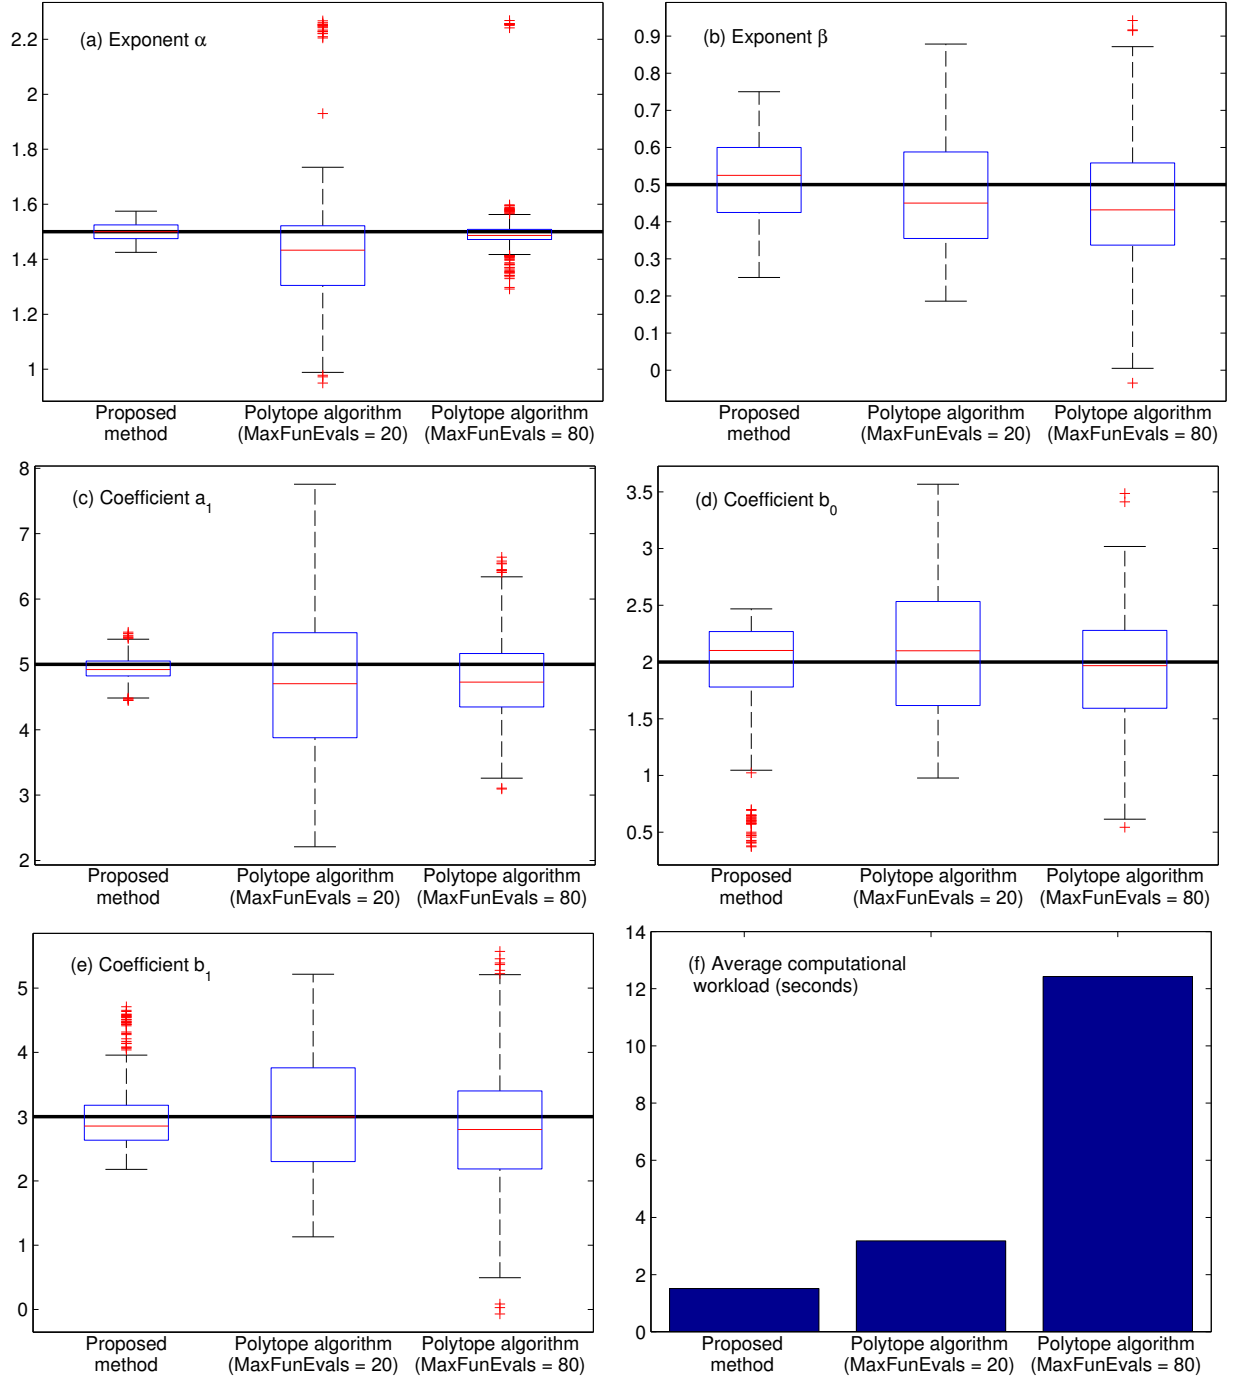 (a) Exponent α
2.2
2
1.8
1.6
1.4
1.2
1
Proposed method
Polytope algorithm (MaxFunEvals = 20)
Polytope algorithm (MaxFunEvals = 80)
(b) Exponent β
0.9
0.8
0.7
0.6
0.5
0.4
0.3
0.2
0.1
0
Proposed method
Polytope algorithm (MaxFunEvals = 20)
Polytope algorithm (MaxFunEvals = 80)
(c) Coefficient a1
8
7
6
5
4
3
2
Proposed method
Polytope algorithm (MaxFunEvals = 20)
Polytope algorithm (MaxFunEvals = 80)
(d) Coefficient b0
3.5
3
2.5
2
1.5
1
0.5
Proposed method
Polytope algorithm (MaxFunEvals = 20)
Polytope algorithm (MaxFunEvals = 80)
(e) Coefficient b1
5
4
3
2
1
0
Proposed method
Polytope algorithm (MaxFunEvals = 20)
Polytope algorithm (MaxFunEvals = 80)
(f) Average computational
workload (seconds)
14
12
10
8
6
4
2
0
Proposed method
Polytope algorithm (MaxFunEvals = 20)
Polytope algorithm (MaxFunEvals = 80)